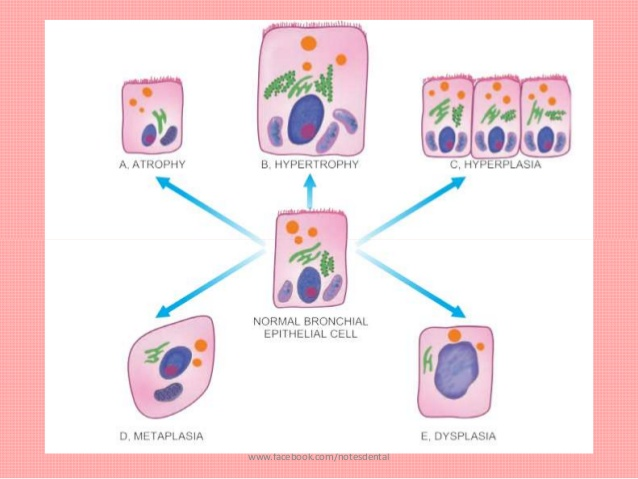 A, ATROPHY
B, HYPERTROPHY
C, HYPERPLASIA
NORMAL BRONCHIAL
EPITHELIAL CELL
D, METAPLASIA
E, DYSPLASIA
www.facebook.com/notesdental